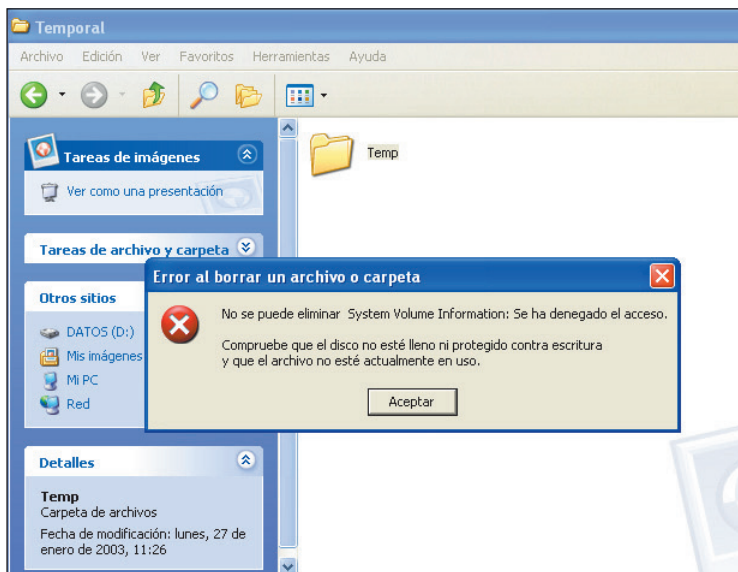 Temporal
Archivo Edición Ver Favoritos Herramientas Ayuda
Tareas de imágenes
Ver como una presentación
Tareas de archivo y carpeta
Otros sitios
DATOS (D:)
Mis imágenes
Mi PC
Red
Detalles
Temp
Carpeta de archivos
Fecha de modificación: lunes, 27 de
enero de 2003, 11:26
Temp
Error al borrar un archivo o carpeta
No se puede eliminar System Volume Information: Se ha denegado el acceso.
Compruebe que el disco no esté lleno ni protegido contra escritura
y que el archivo no esté actualmente en uso.
Aceptar